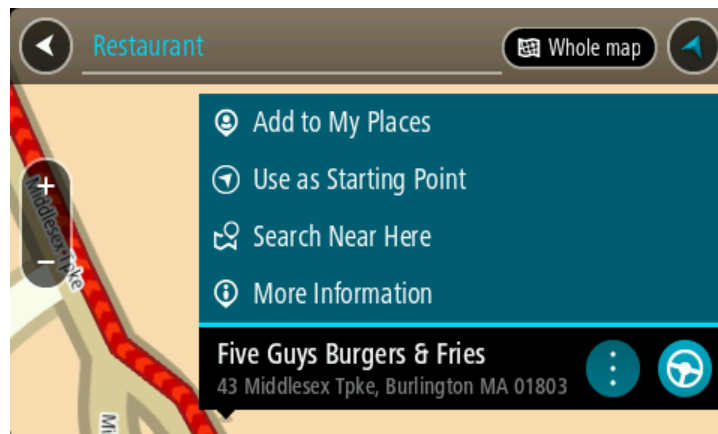 Restaurant
Whole map
Add to My Places
Use as Starting Point
Search Near Here
More Information
Five Guys Burgers & Fries
43 Middlesex Tpke, Burlington MA 01803
+
Middlesex Tpke
−
Mi